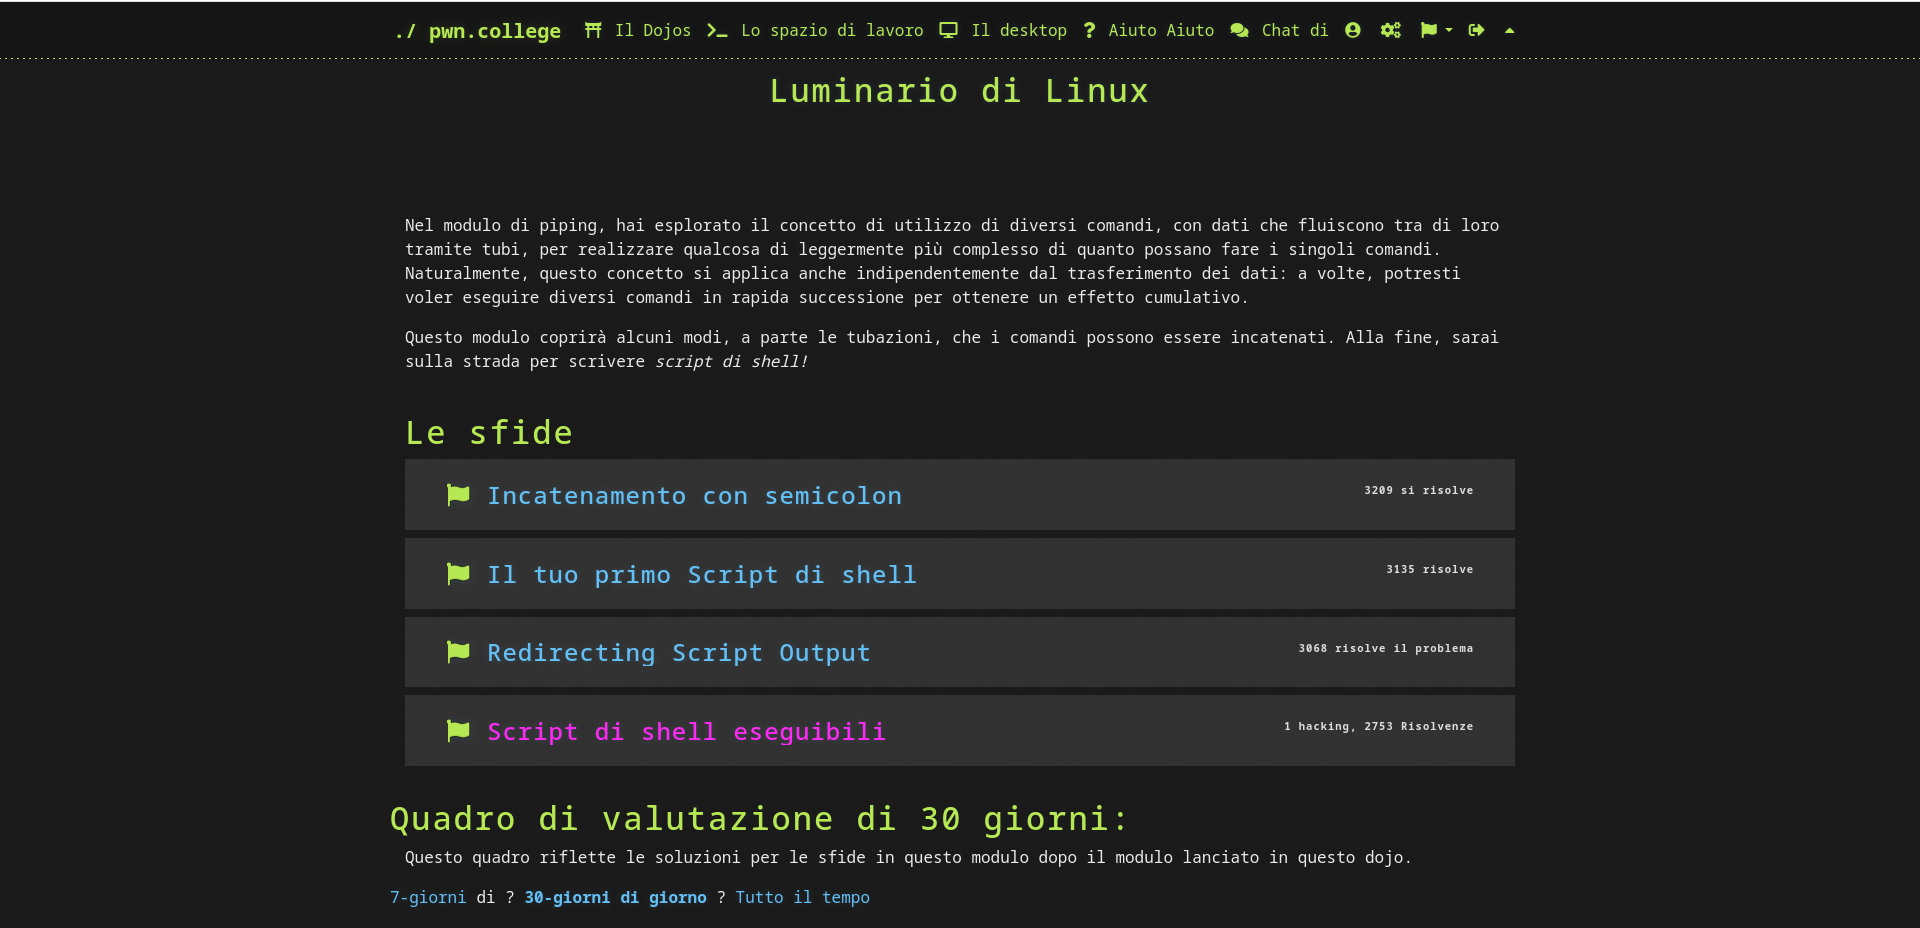 ./ pwn.college Il Dojos Lo spazio di lavoro Il desktop Aiuto Aiuto Chat di
Luminario di Linux
Nel modulo di piping, hai esplorato il concetto di utilizzo di diversi comandi, con dati che fluiscono tra di loro
tramite tubi, per realizzare qualcosa di leggermente più complesso di quanto possano fare i singoli comandi.
Naturalmente, questo concetto si applica anche indipendentemente dal trasferimento dei dati: a volte, potresti
voler eseguire diversi comandi in rapida successione per ottenere un effetto cumulativo.
Questo modulo coprirà alcuni modi, a parte le tubazioni, che i comandi possono essere incatenati. Alla fine, sarai
sulla strada per scrivere script di shell!
Le sfide
Incatenamento con semicolon 3209 si risolve
Il tuo primo Script di shell 3135 risolve
Redirecting Script Output 3068 risolve il problema
Script di shell eseguibili 1 hacking, 2753 Risolvenze
Quadro di valutazione di 30 giorni:
Questo quadro riflette le soluzioni per le sfide in questo modulo dopo il modulo lanciato in questo dojo.
7-giorni di ? 30-giorni di giorno ? Tutto il tempo